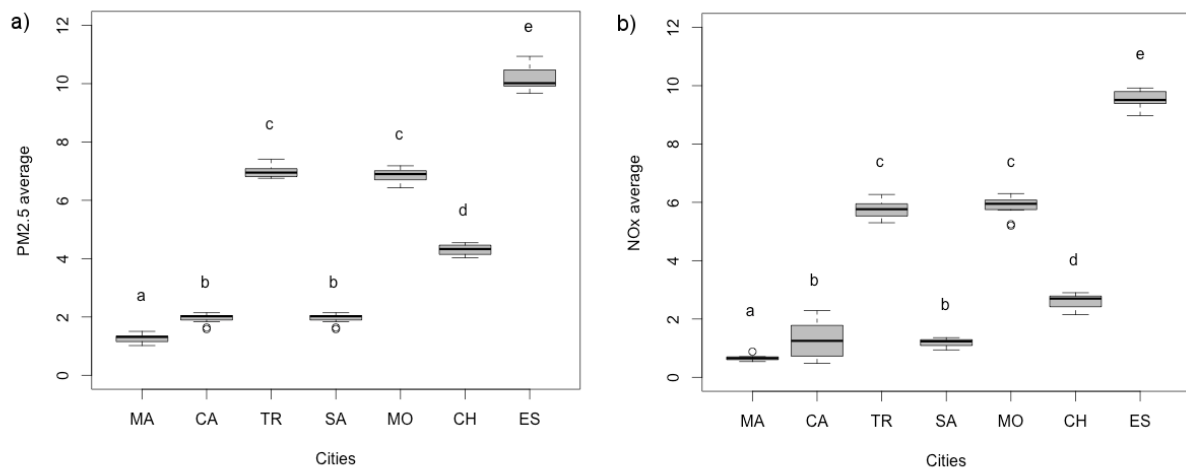 a)
PM2.5 average
12
10
8
6
4
2
0
a
b
c
b
c
d
e
MA CA TR SA MO CH ES
Cities
b)
NOx average
12
10
8
6
4
2
0
a
b
c
b
c
d
e
MA CA TR SA MO CH ES
Cities